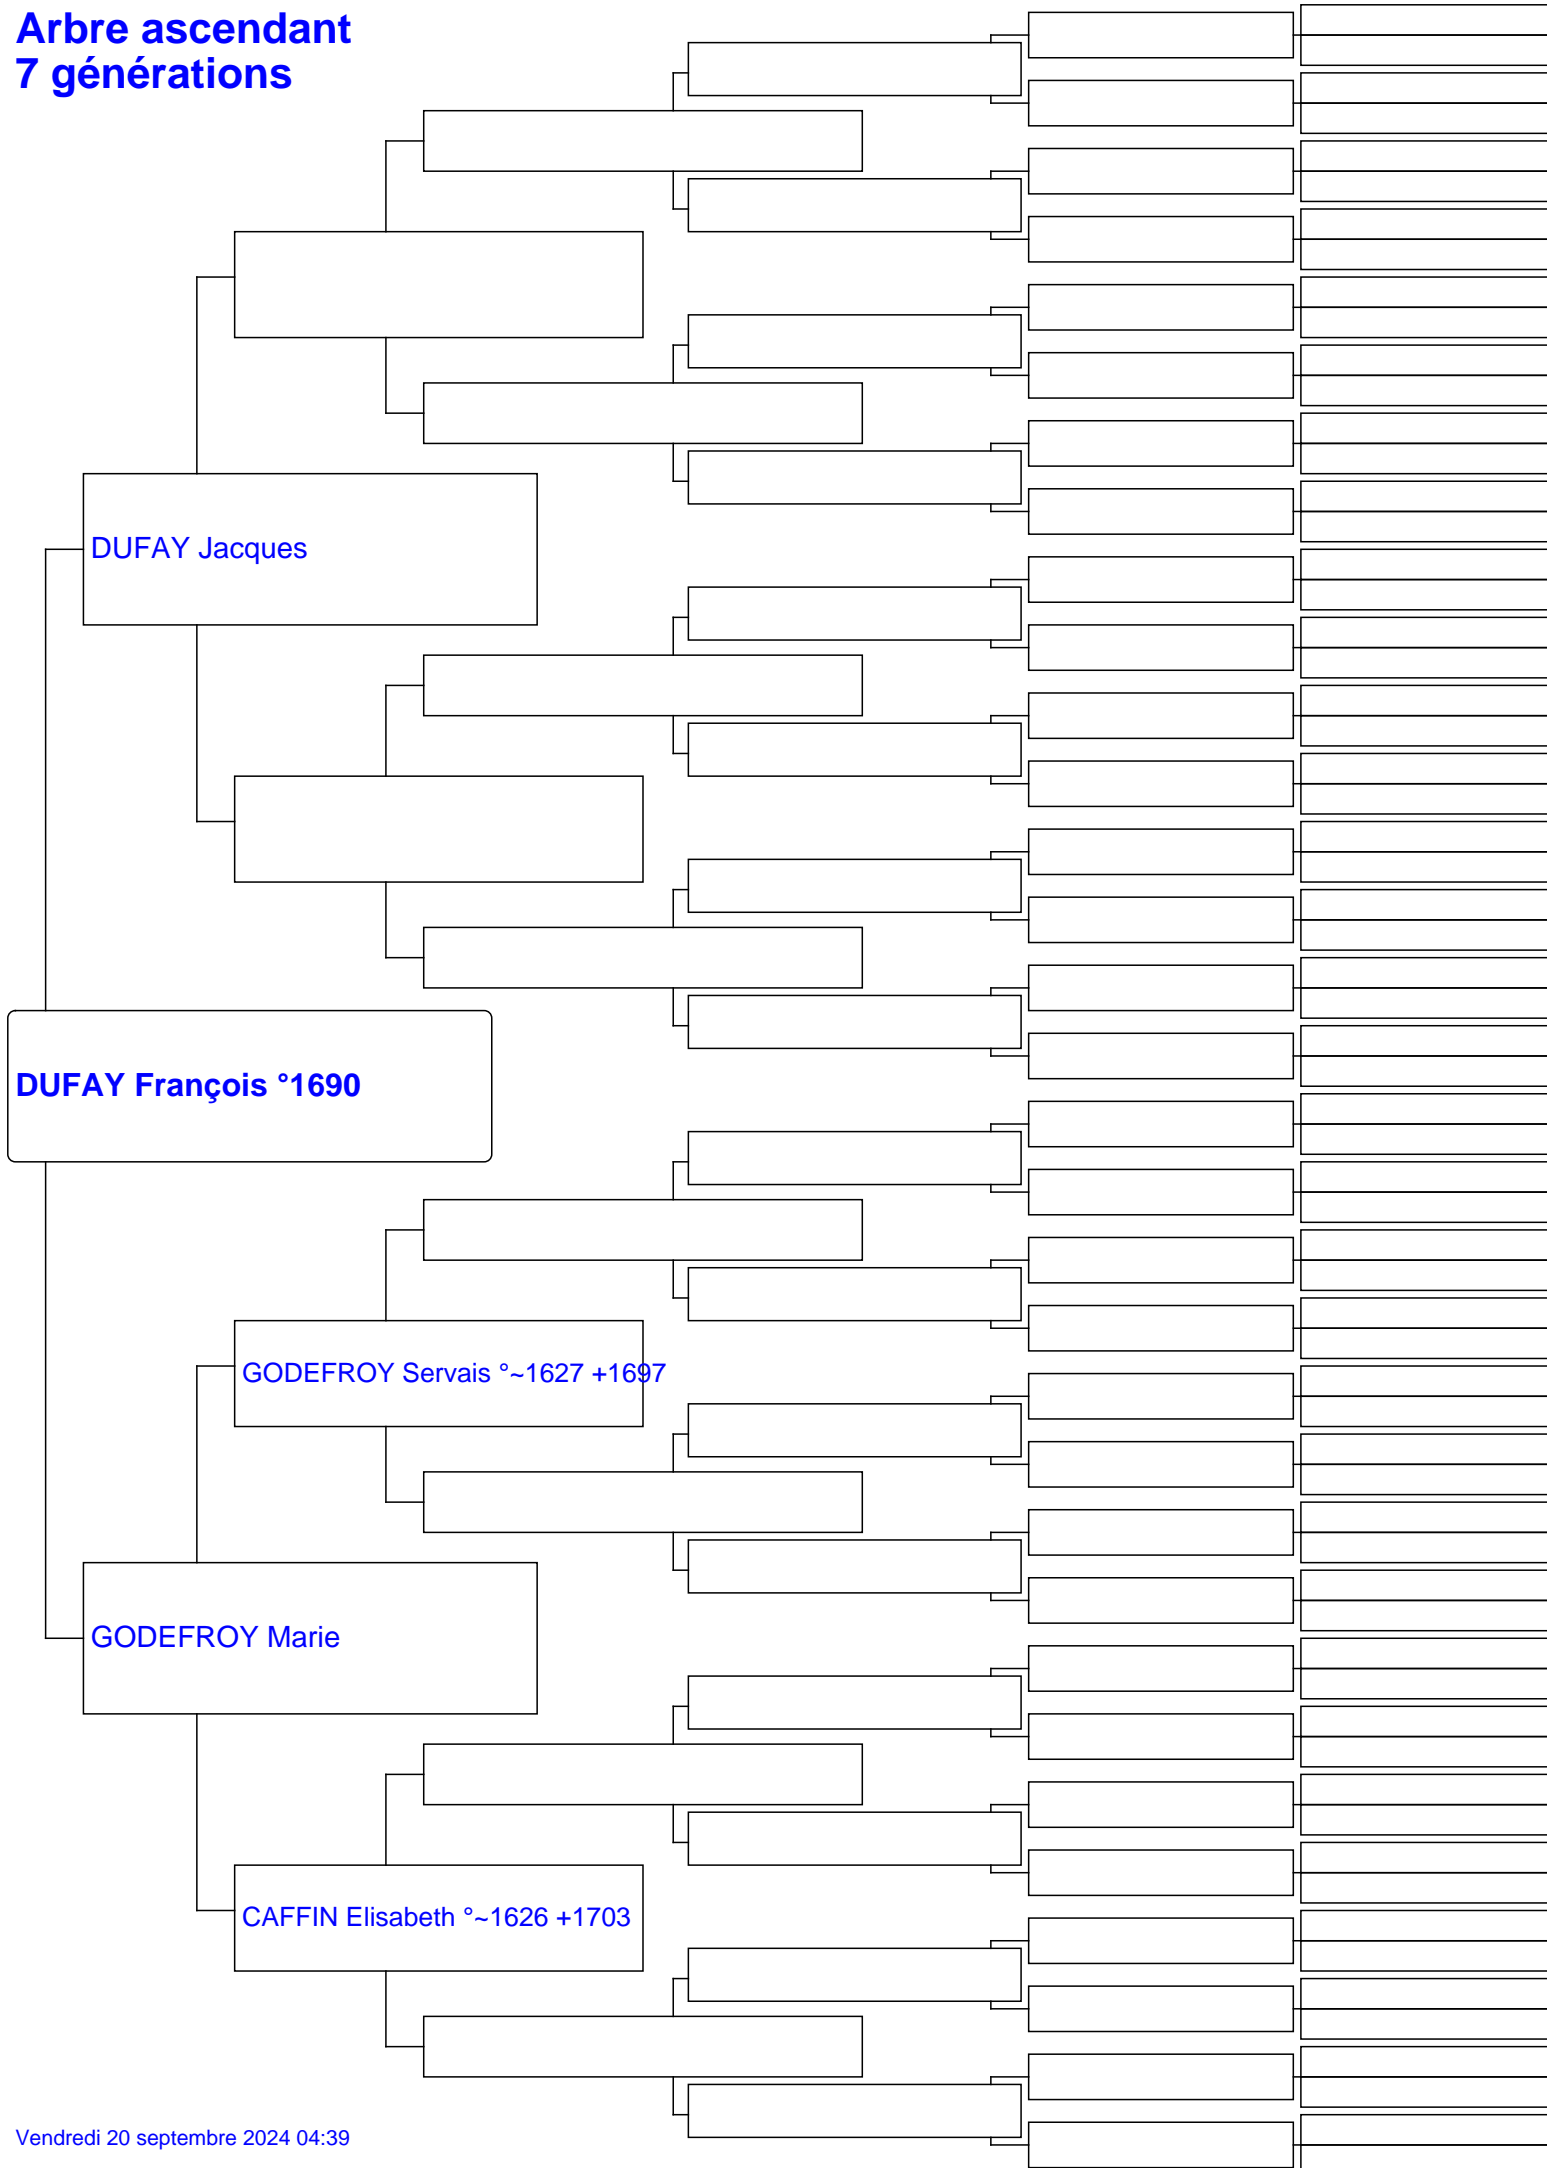 Arbre ascendant
7 générations
DUFAY Jacques
DUFAY François °1690
GODEFROY Servais °~1627 +1697
GODEFROY Marie
CAFFIN Elisabeth °~1626 +1703
Vendredi 20 septembre 2024 04:39